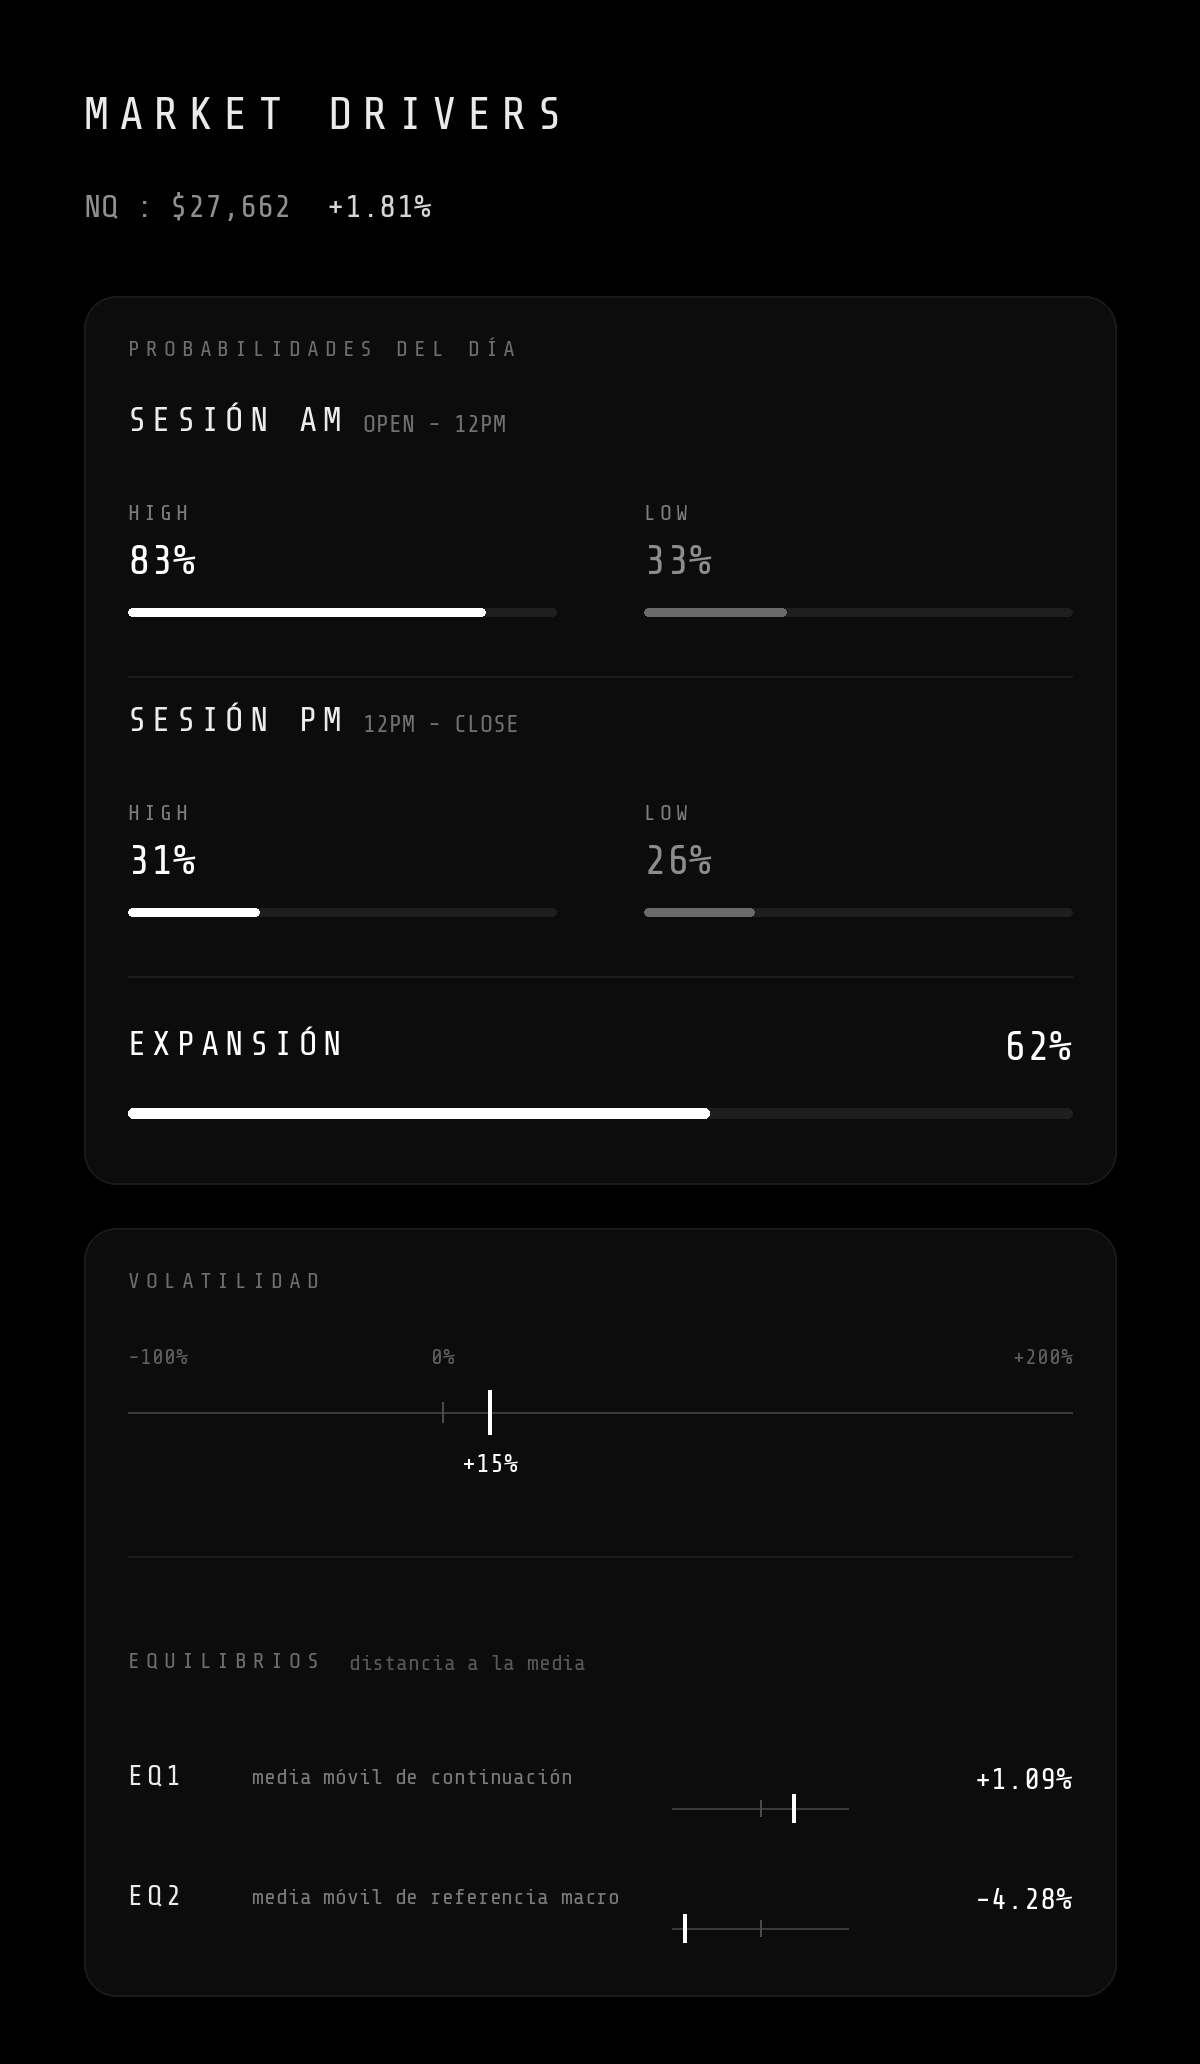 MARKET DRIVERS
NQ : $27,662 +1.81%
PROBABILIDADES DEL DÍA
SESIÓN AM OPEN – 12PM
HIGH LOW
83% 33%
SESIÓN PM 12PM – CLOSE
HIGH LOW
31% 26%
EXPANSIÓN 62%
VOLATILIDAD
-100% 0% +200%
+15%
EQUILIBRIOS distancia a la media
EQ1 media móvil de continuación +1.09%
EQ2 media móvil de referencia macro -4.28%